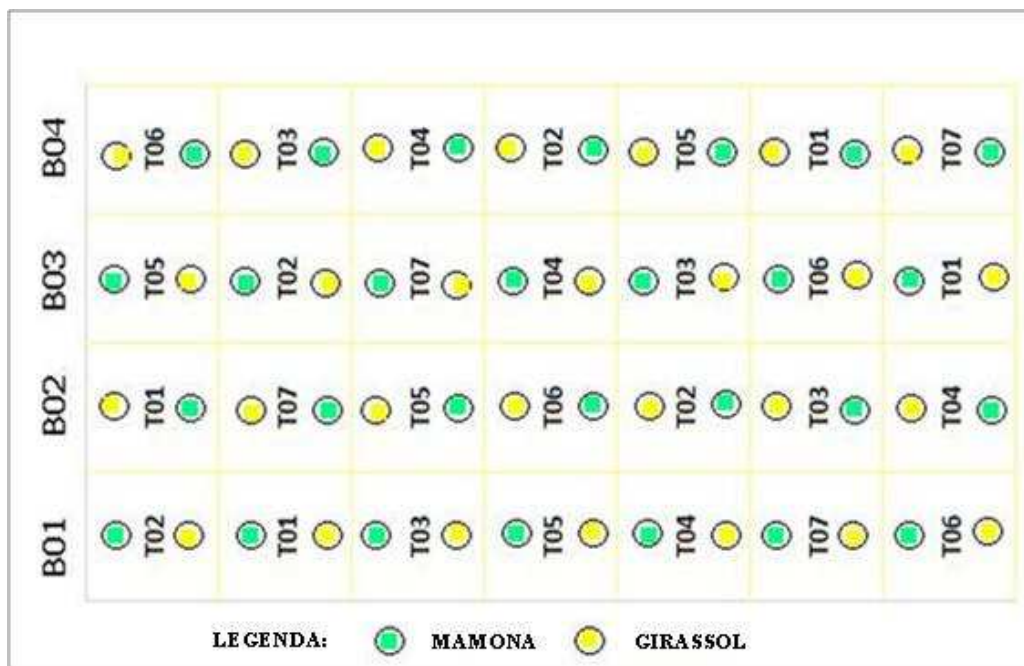 B04 T06 T03 T04 T02 T05 T01 T07
B03 T05 T02 T07 T04 T03 T06 T01
B02 T01 T07 T05 T06 T02 T03 T04
B01 T02 T01 T03 T05 T04 T07 T06
LEGENDA: MAMONA GIRASSOL